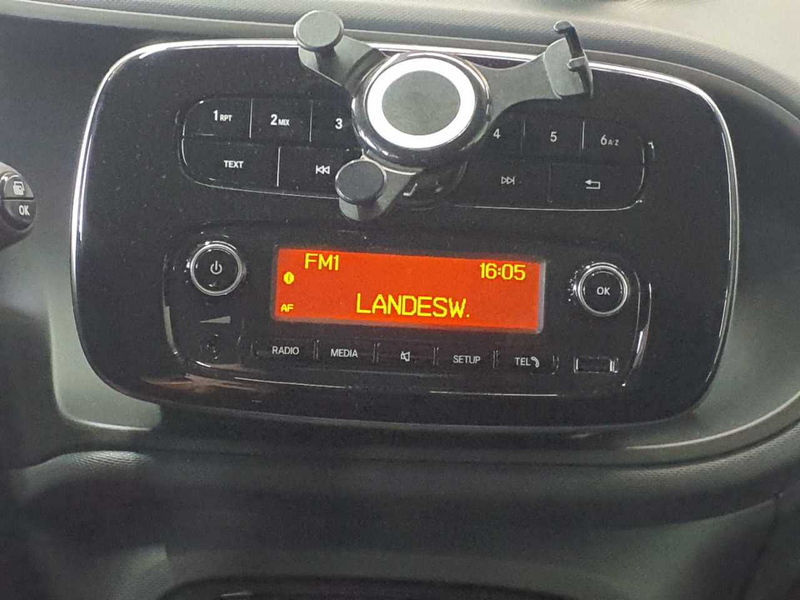 1 RPT 2 MIX 3 4 5 6 A-Z
TEXT
OK
FM1 16:05
OK
AF LANDESW.
RADIO MEDIA SETUP TEL